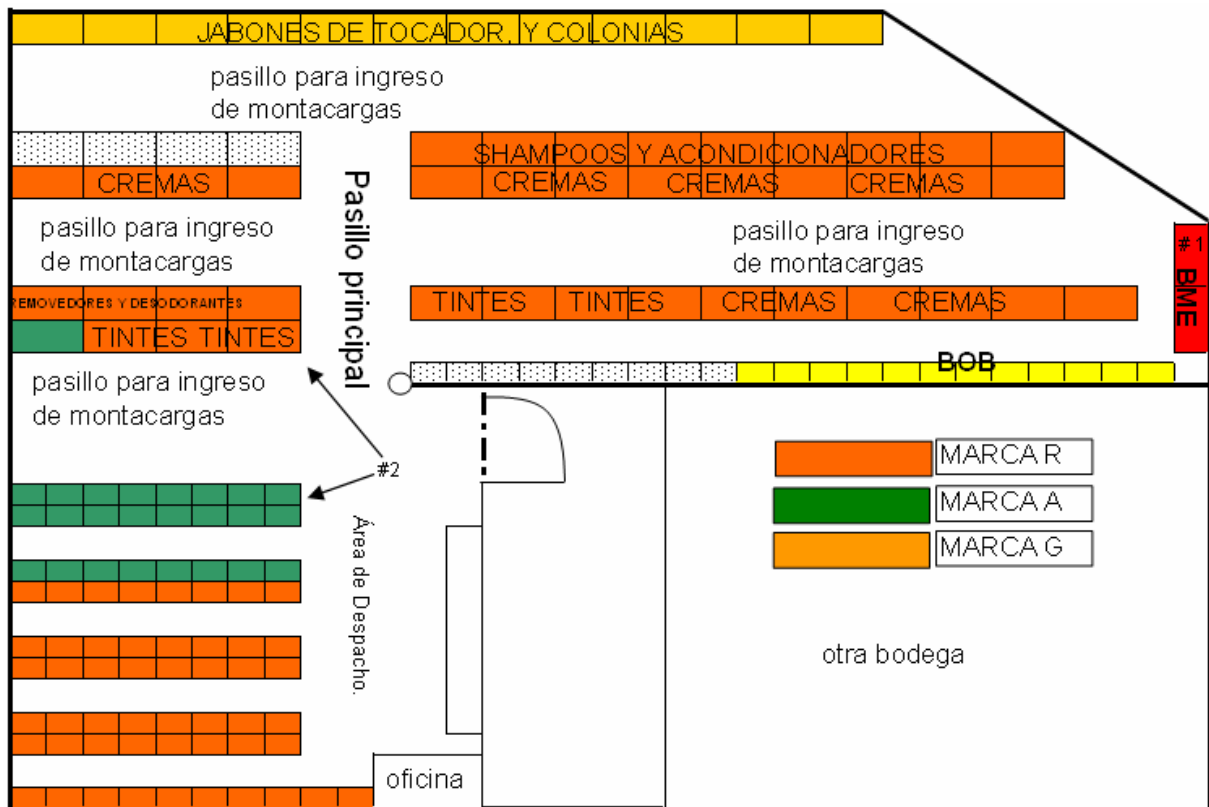 JABONES DE TOCADOR, Y COLONIAS
pasillo para ingreso
de montacargas
SHAMPOOS Y ACONDICIONADORES
CREMAS
CREMAS
CREMAS
CREMAS
Pasillo principal
pasillo para ingreso
de montacargas
pasillo para ingreso
de montacargas
#1
BME
REMOVEDORES Y DESODORANTES
TINTES TINTES
TINTES
TINTES
CREMAS
CREMAS
pasillo para ingreso
de montacargas
BOB
#2
MARCA R
MARCA A
MARCA G
Área de Despacho.
otra bodega
oficina